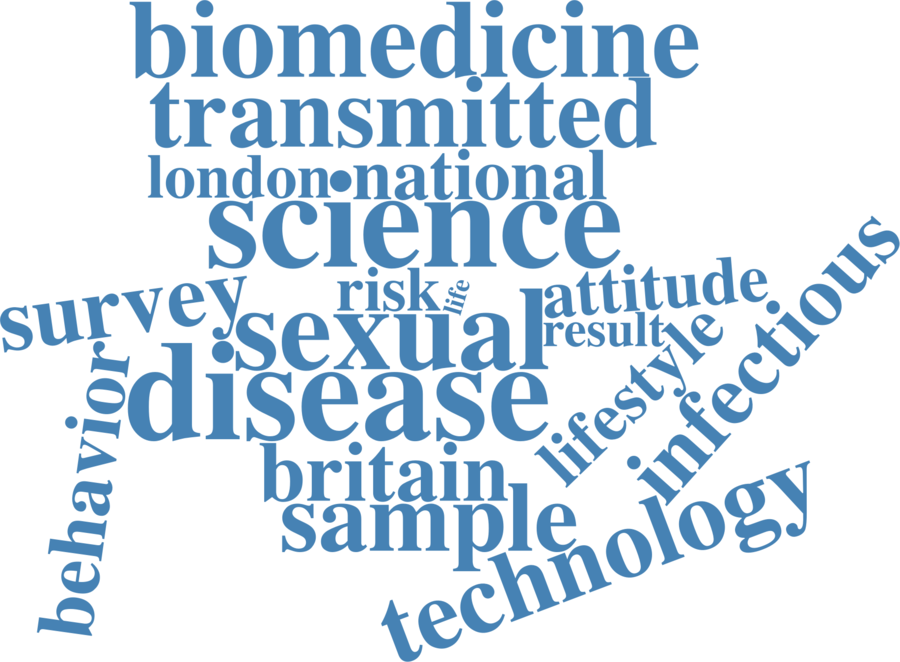 biomedicine
transmitted
london•national
science
survey
risk
life
attitude
infectious
sexual
result
lifestyle
behavior
disease
britain
sample
technology